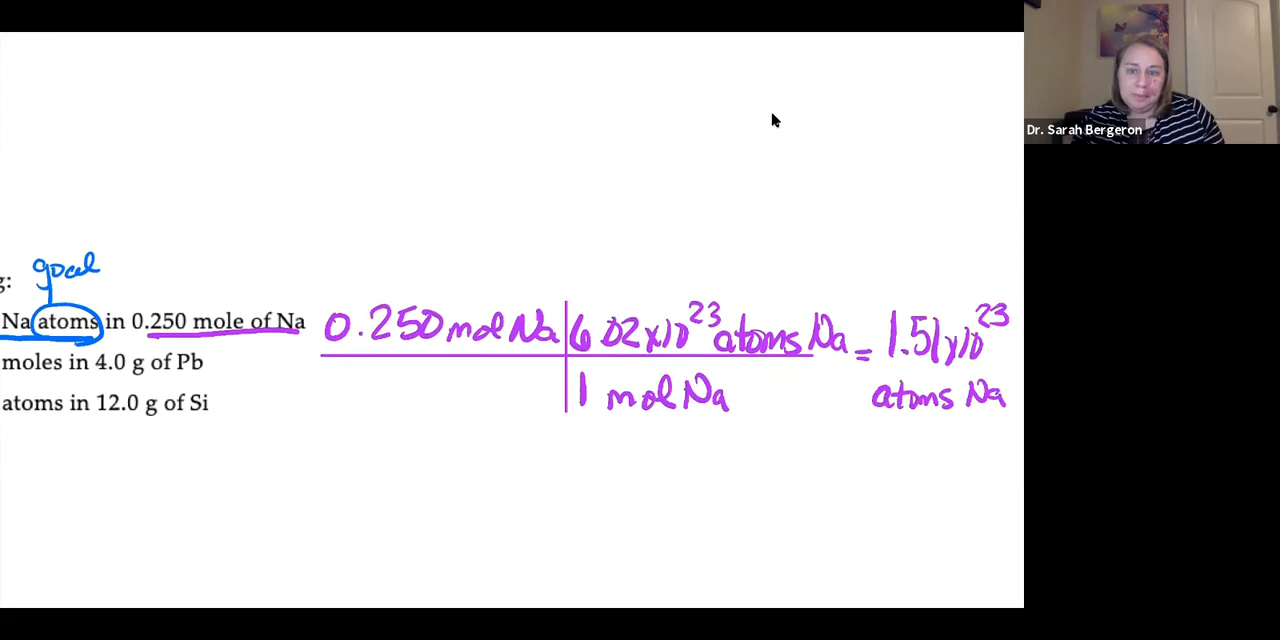 Dr. Sarah Bergeron
goal
g:
Na atoms in 0.250 mole of Na
0.250 mol Na 6.02x10^23 atoms Na = 1.51x10^23
1 mol Na atoms Na
moles in 4.0 g of Pb
atoms in 12.0 g of Si